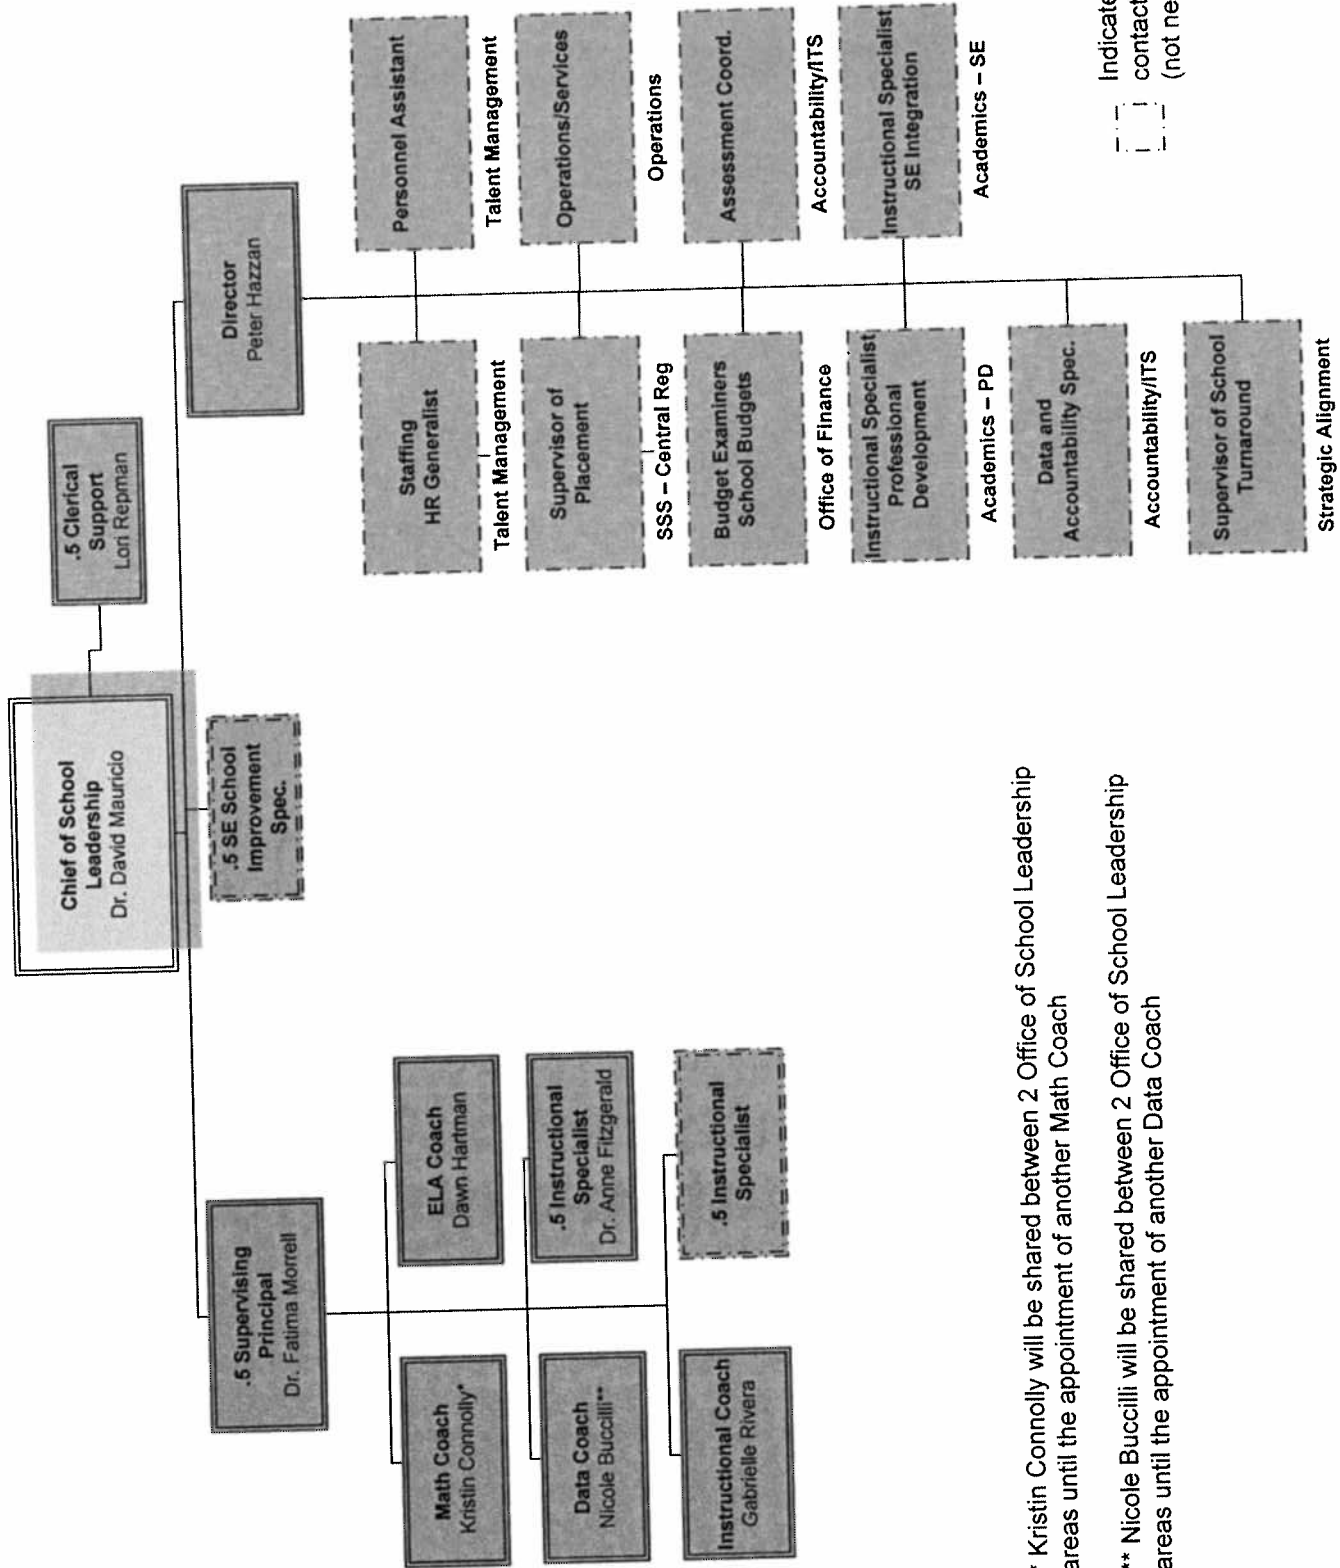 Chief of School
Leadership
Dr. David Mauricio
.5 Clerical
Support
Lori Repman
.5 Supervising
Principal
Dr. Fatima Morrell
.5 SE School
Improvement
Spec.
Director
Peter Hazzan
Math Coach
Kristin Connolly*
ELA Coach
Dawn Hartman
Data Coach
Nicole Buccilli**
.5 Instructional
Specialist
Dr. Anne Fitzgerald
Instructional Coach
Gabrielle Rivera
.5 Instructional
Specialist
Staffing
HR Generalist
Talent Management
Personnel Assistant
Talent Management
Supervisor of
Placement
SSS – Central Reg
Operations/Services
Operations
Budget Examiners
School Budgets
Office of Finance
Assessment Coord.
Accountability/ITS
Instructional Specialist
Professional
Development
Academics – PD
Instructional Specialist
SE Integration
Academics – SE
Data and
Accountability Spec.
Accountability/ITS
Supervisor of School
Turnaround
Strategic Alignment
* Kristin Connolly will be shared between 2 Office of School Leadership
areas until the appointment of another Math Coach
** Nicole Buccilli will be shared between 2 Office of School Leadership
areas until the appointment of another Data Coach
contact
(not